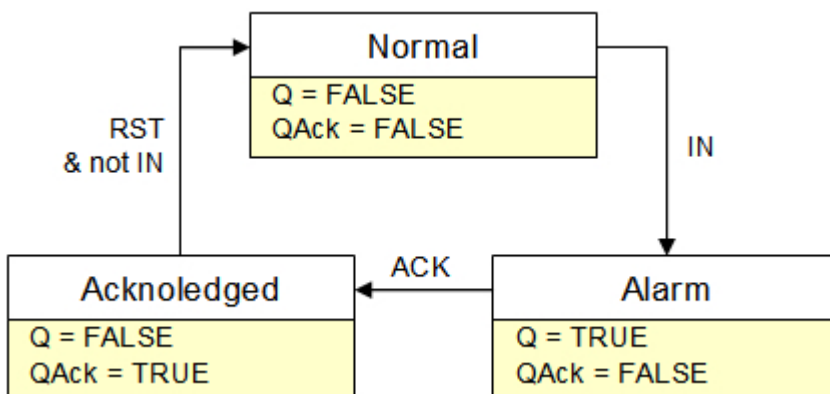 Normal
Q = FALSE
QAck = FALSE
RST
& not IN
IN
ACK
Acknoledged
Q = FALSE
QAck = TRUE
Alarm
Q = TRUE
QAck = FALSE